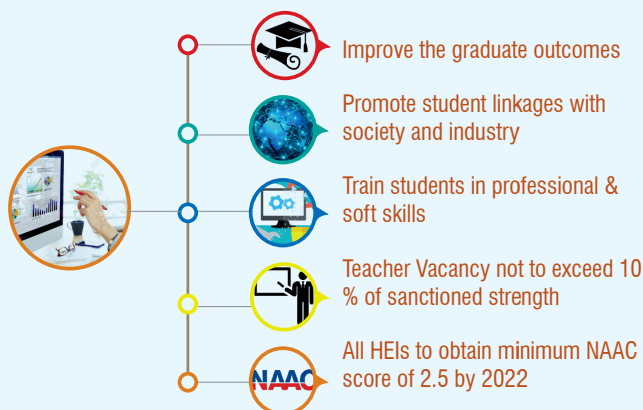 Improve the graduate outcomes
Promote student linkages with
society and industry
Train students in professional &
soft skills
Teacher Vacancy not to exceed 10
% of sanctioned strength
All HEIs to obtain minimum NAAC
score of 2.5 by 2022
NAAC